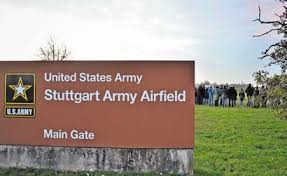 United States Army
Stuttgart Army Airfield
U.S. ARMY
Main Gate